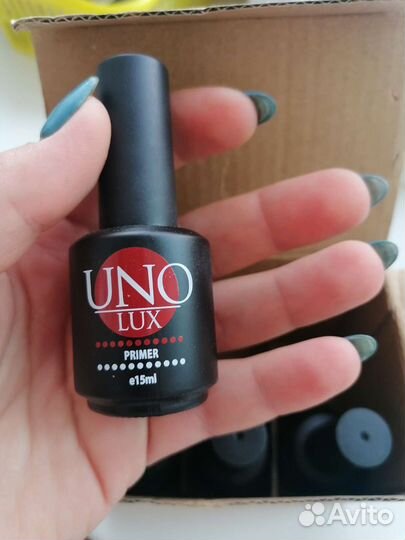 UNO
LUX
PRIMER
e15ml
Avito